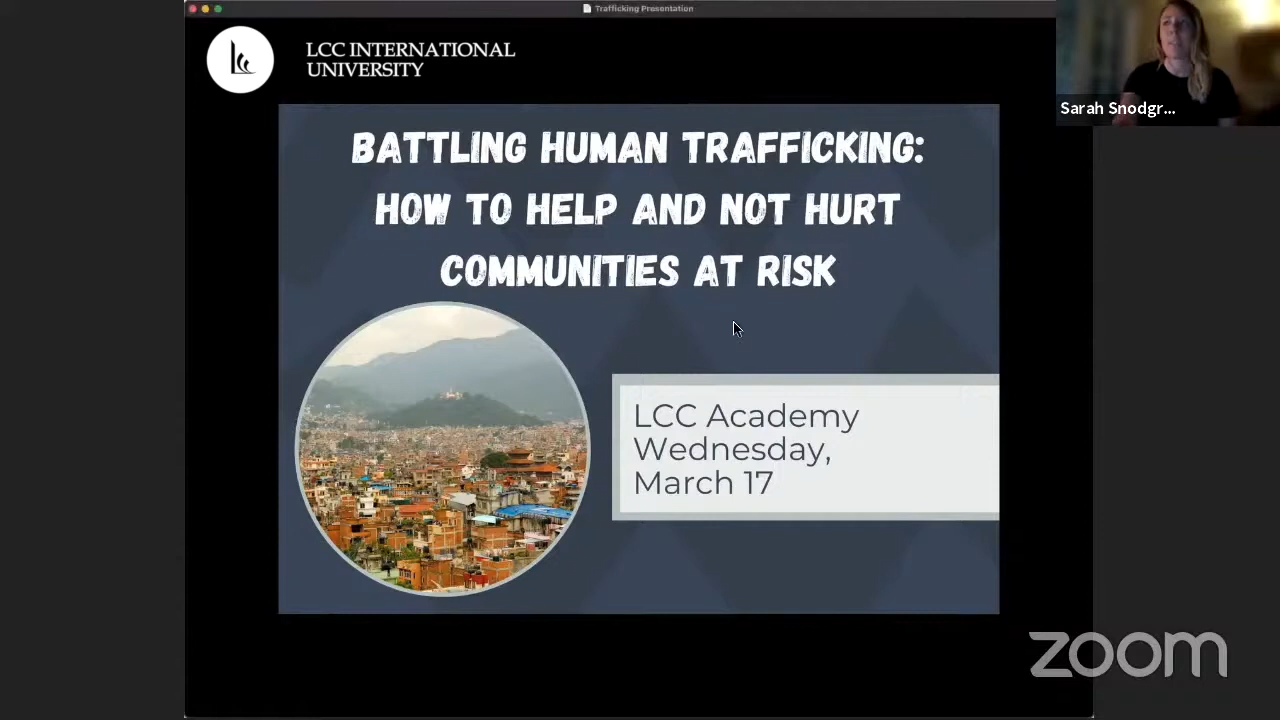 Trafficking Presentation
LCC INTERNATIONAL
UNIVERSITY
Sarah Snodgr...
BATTLING HUMAN TRAFFICKING:
HOW TO HELP AND NOT HURT
COMMUNITIES AT RISK
LCC Academy
Wednesday,
March 17
zoom